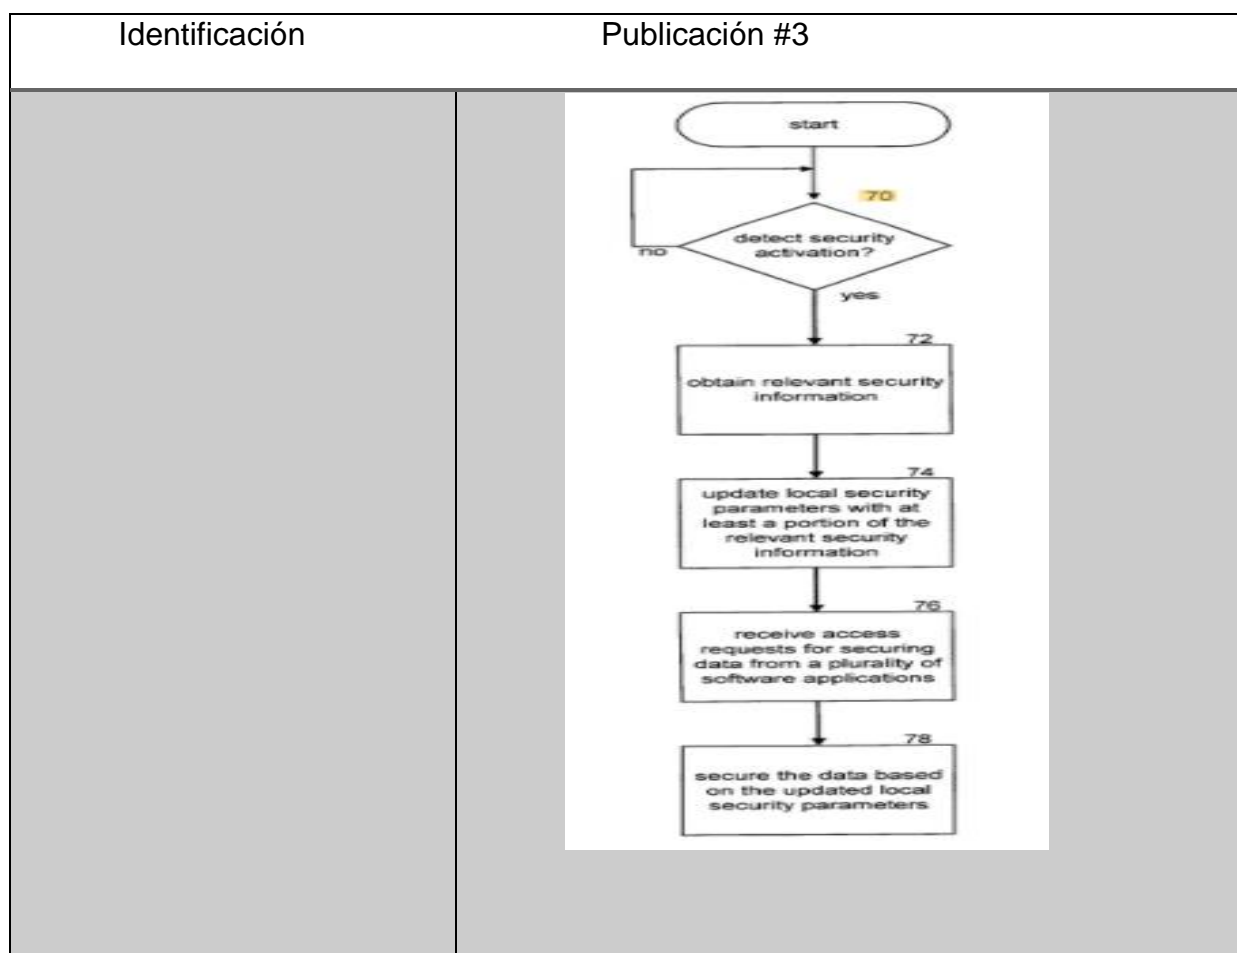 Identificación Publicación #3
start
70
detect security
activation?
no
yes
72
obtain relevant security
information
74
update local security
parameters with at
least a portion of the
relevant security
information
76
receive access
requests for securing
data from a plurality of
software applications
78
secure the data based
on the updated local
security parameters